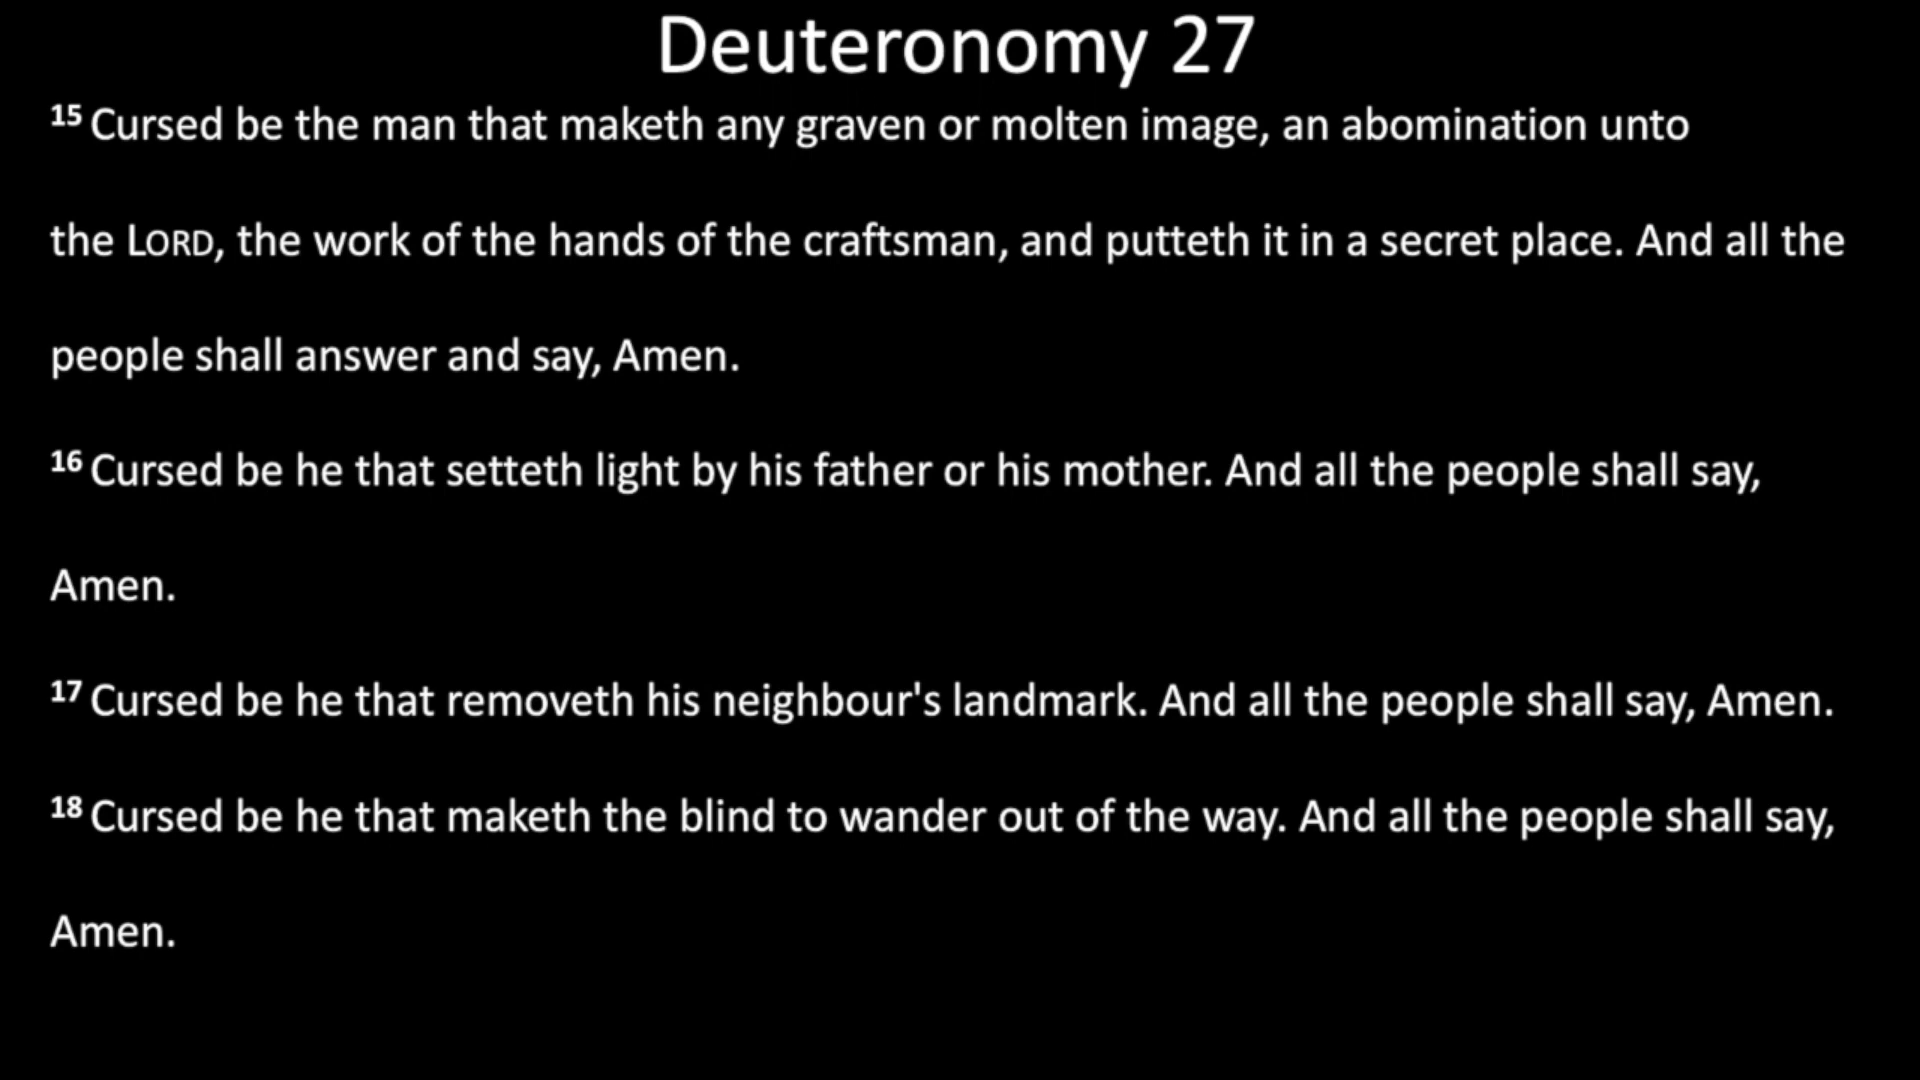 Deuteronomy 27
15 Cursed be the man that maketh any graven or molten image, an abomination unto
the LORD, the work of the hands of the craftsman, and putteth it in a secret place. And all the
people shall answer and say, Amen.
16 Cursed be he that setteth light by his father or his mother. And all the people shall say,
Amen.
17 Cursed be he that removeth his neighbour's landmark. And all the people shall say, Amen.
18 Cursed be he that maketh the blind to wander out of the way. And all the people shall say,
Amen.